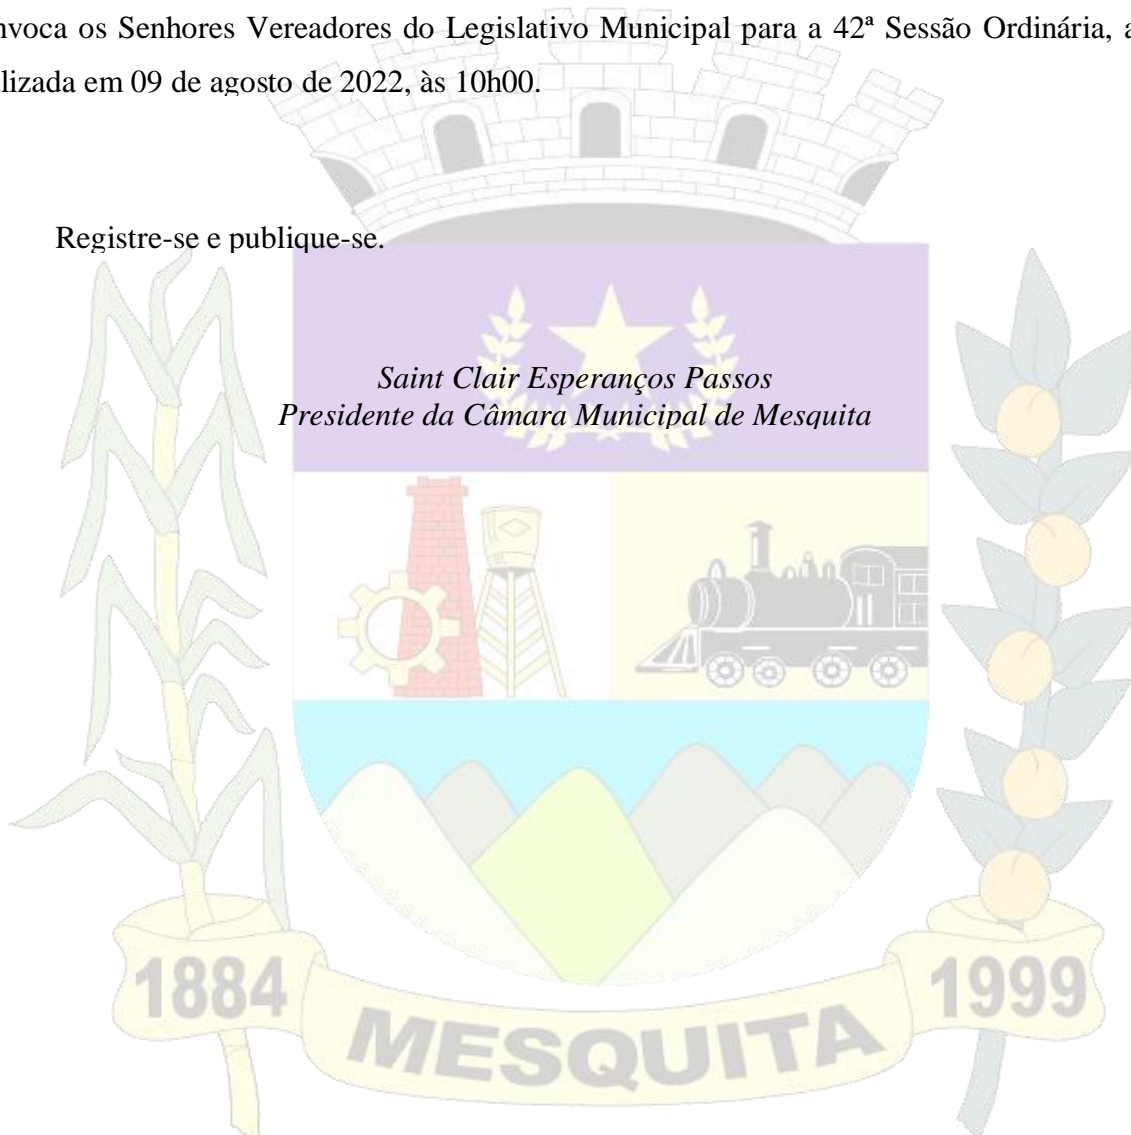 nvoca os Senhores Vereadores do Legislativo Municipal para a 42ª Sessão Ordinária, a
lizada em 09 de agosto de 2022, às 10h00.
Registre-se e publique-se.
Saint Clair Esperanços Passos
Presidente da Câmara Municipal de Mesquita
1884
MESQUITA
1999